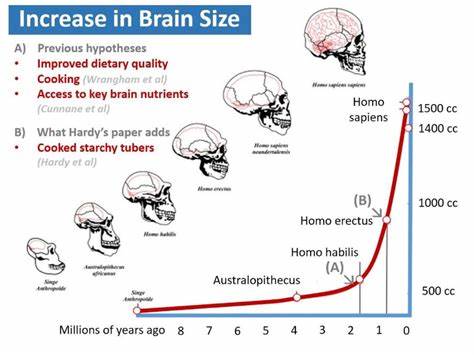 Increase in Brain Size
A) Previous hypotheses
• Improved dietary quality
• Cooking (Wrangham et al)
• Access to key brain nutrients
(Cunnane et al)
B) What Hardy's paper adds
• Cooked starchy tubers
(Hardy et al)
Homo sapiens sapiens
Homo sapiens
neandertalensis
Homo erectus
Homo habilis
Australopithecus
africanus
Singe
Anthropoïde
Singe
Anthropoïde
Australopithecus
Homo habilis
(A)
Homo erectus
(B)
Homo
sapiens
1500 cc
1400 cc
1000 cc
500 cc
Millions of years ago 8 7 6 5 4 3 2 1 0